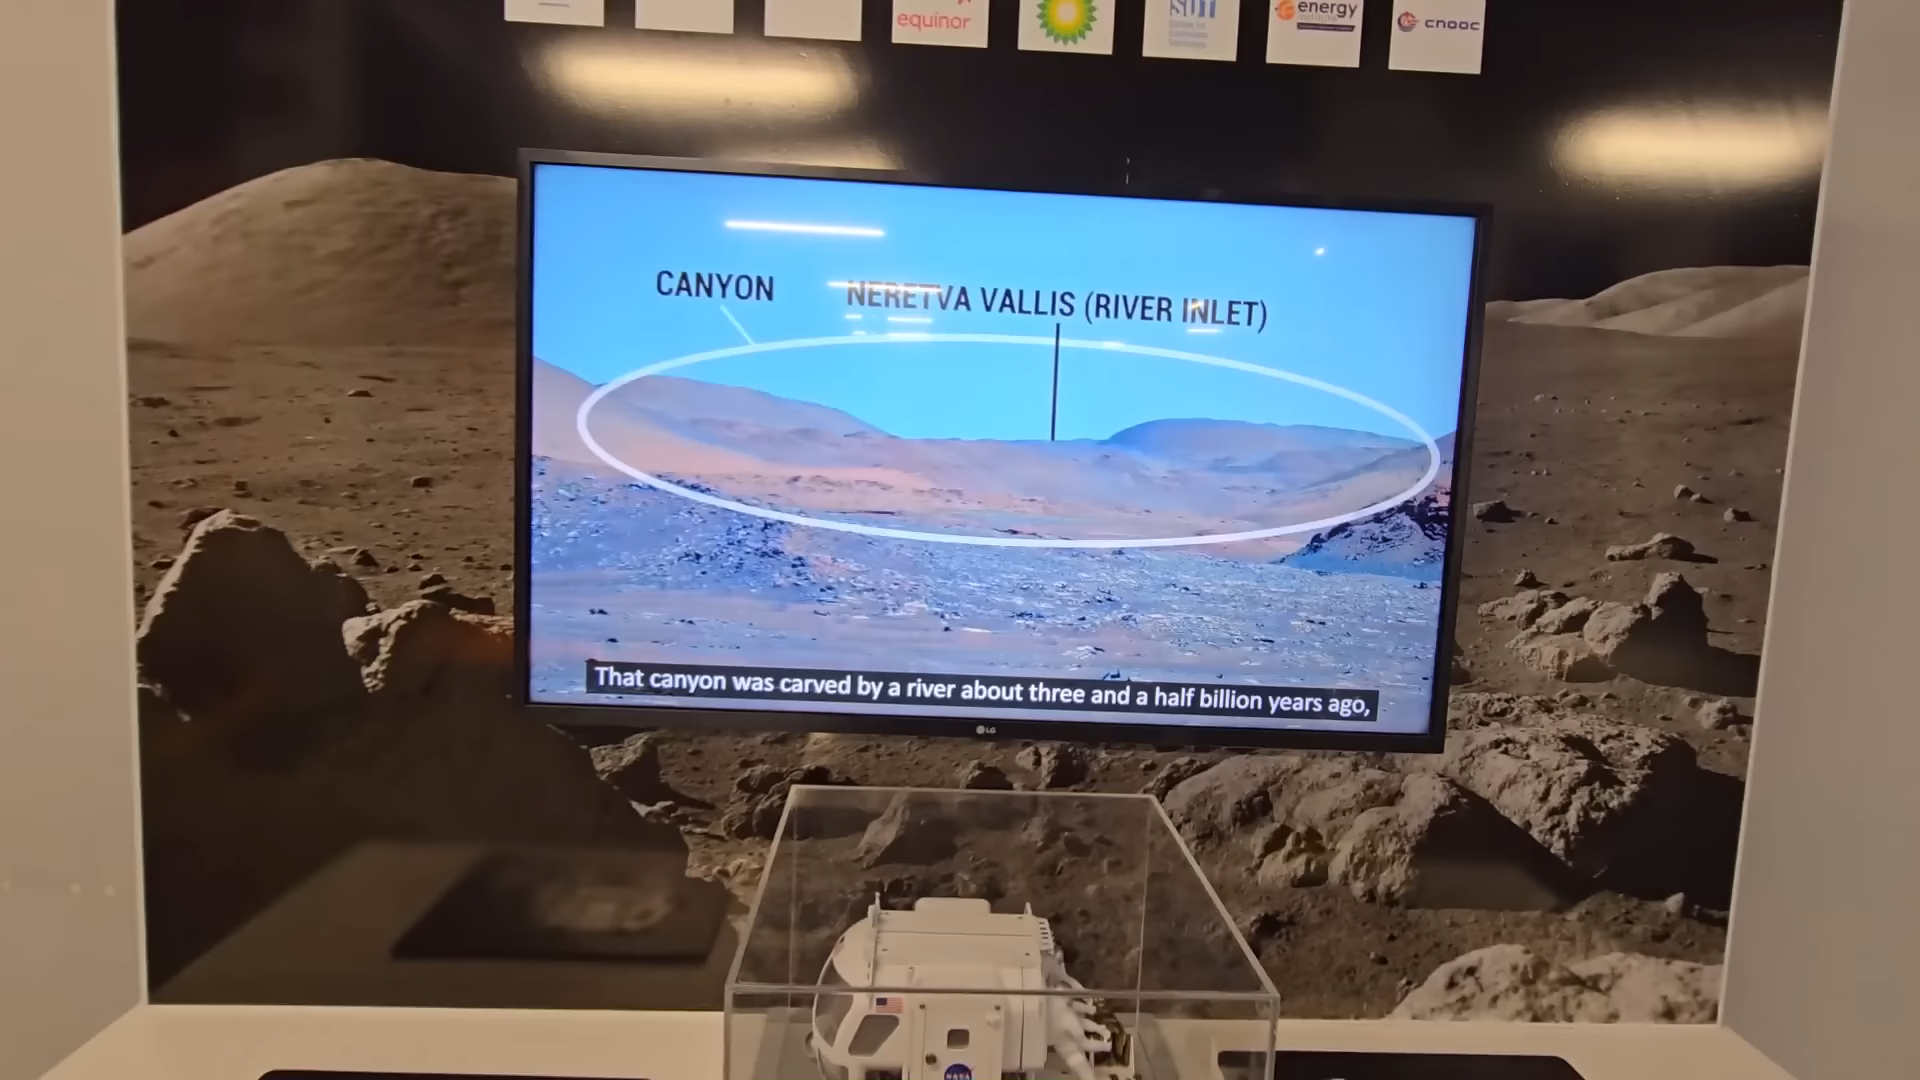 equinor
SUT
energy
cnooc
CANYON
NERETVA VALLIS (RIVER INLET)
That canyon was carved by a river about three and a half billion years ago,
LG
NASA